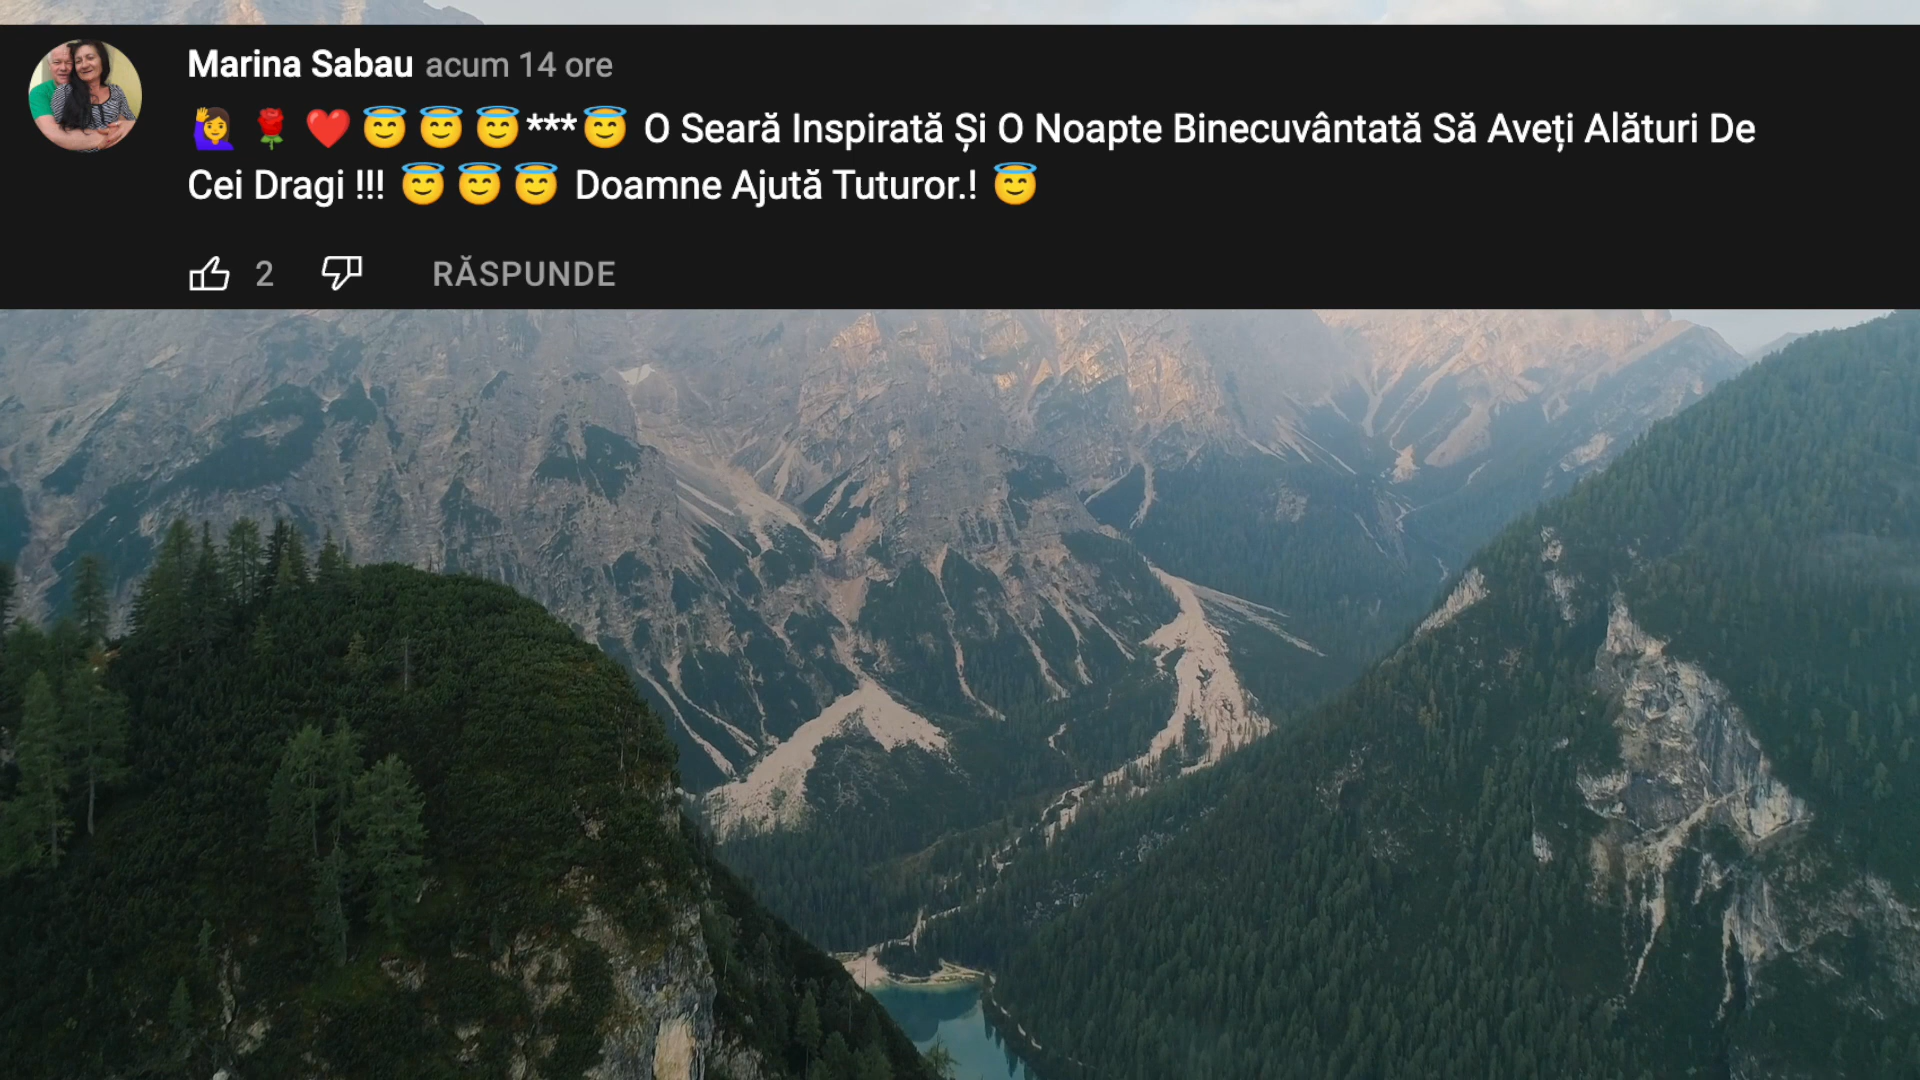 Marina Sabau acum 14 ore
🙋‍♀️🌹❤️😇😇😇***😇 O Seară Inspirată Și O Noapte Binecuvântată Să Aveți Alături De
Cei Dragi !!! 😇😇😇 Doamne Ajută Tuturor.! 😇
2 RĂSPUNDE